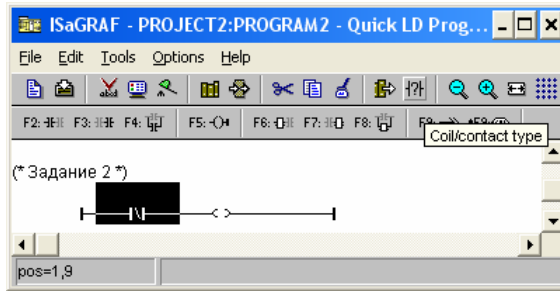 ISaGRAF - PROJECT2:PROGRAM2 - Quick LD Prog...
File Edit Tools Options Help
F2: F3: F4: F5: F6: F7: F8: F9:
Coil/contact type
(* Задание 2 *)
pos=1,9